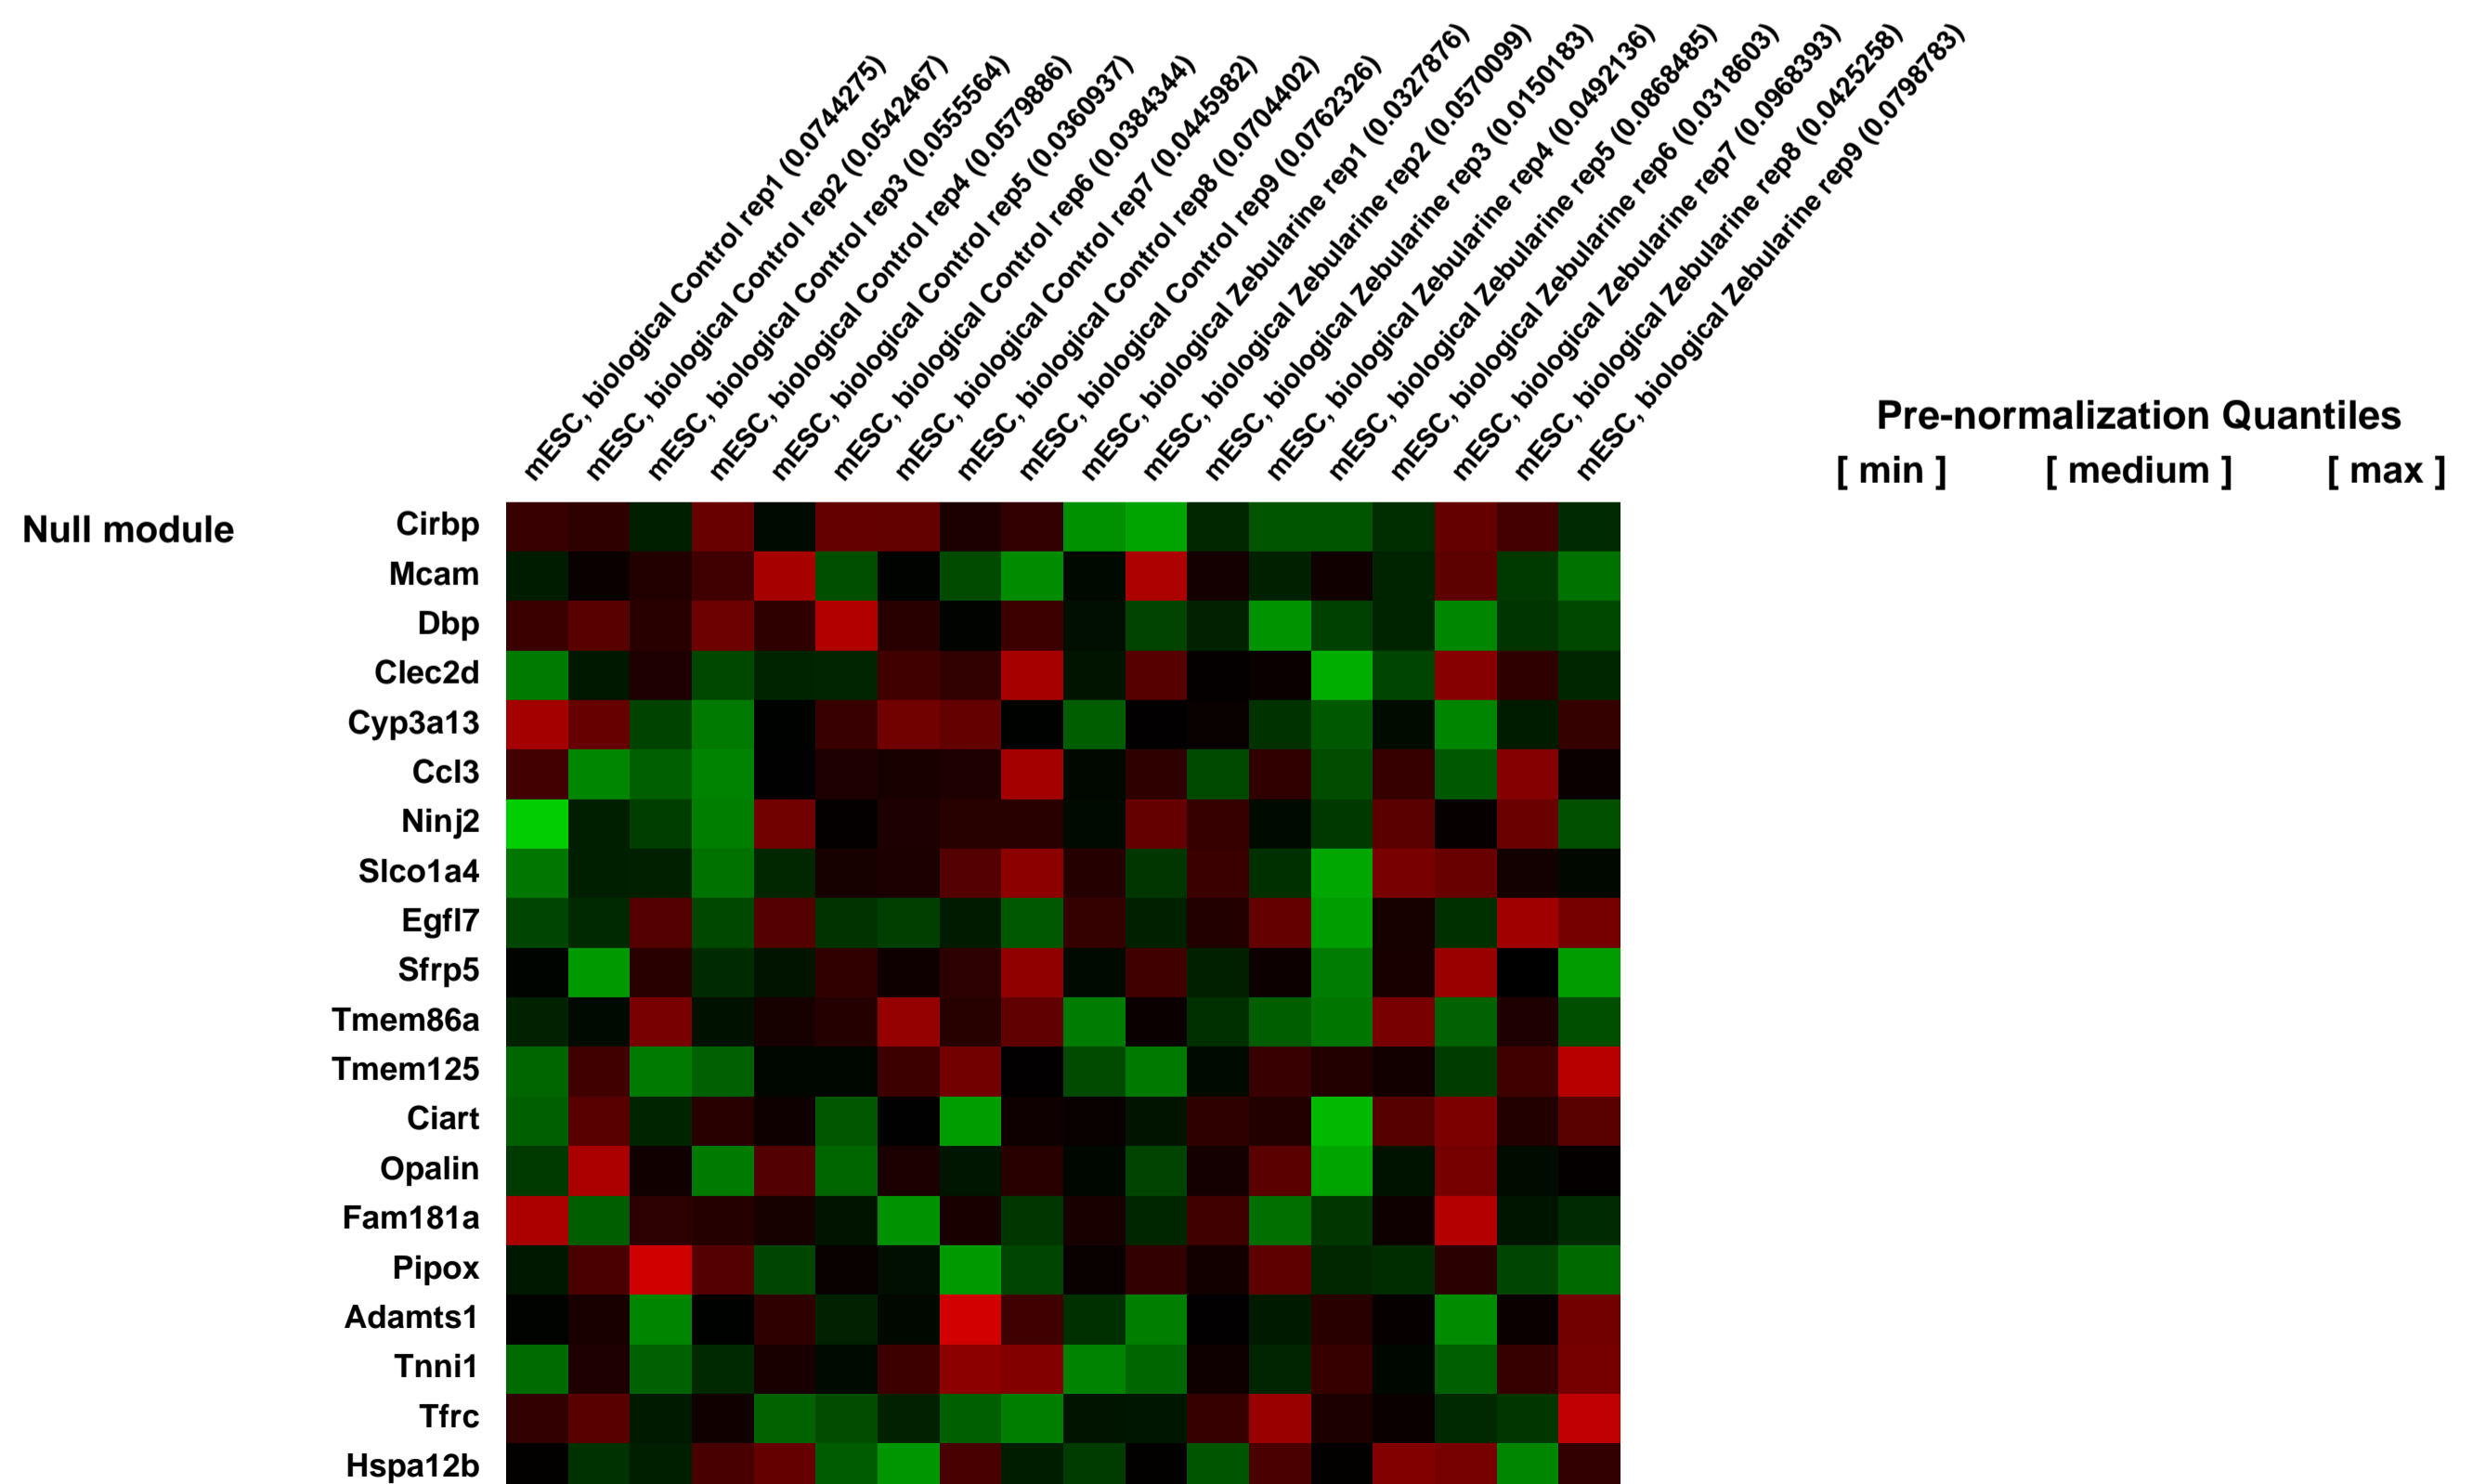 mESC, biological Control rep1 (0.0744275)
mESC, biological Control rep2 (0.0542467)
mESC, biological Control rep3 (0.0555564)
mESC, biological Control rep4 (0.0579886)
mESC, biological Control rep5 (0.0360937)
mESC, biological Control rep6 (0.0384344)
mESC, biological Control rep7 (0.0445982)
mESC, biological Control rep8 (0.0704402)
mESC, biological Control rep9 (0.0762326)
mESC, biological Zebularine rep1 (0.0327876)
mESC, biological Zebularine rep2 (0.0570099)
mESC, biological Zebularine rep3 (0.0150183)
mESC, biological Zebularine rep4 (0.0492136)
mESC, biological Zebularine rep5 (0.0868485)
mESC, biological Zebularine rep6 (0.0318603)
mESC, biological Zebularine rep7 (0.0968393)
mESC, biological Zebularine rep8 (0.0425258)
mESC, biological Zebularine rep9 (0.0798783)
Pre-normalization Quantiles
[ min ] [ medium ] [ max ]
Null module
Cirbp
Mcam
Dbp
Clec2d
Cyp3a13
Ccl3
Ninj2
Slco1a4
Egfl7
Sfrp5
Tmem86a
Tmem125
Ciart
Opalin
Fam181a
Pipox
Adamts1
Tnni1
Tfrc
Hspa12b